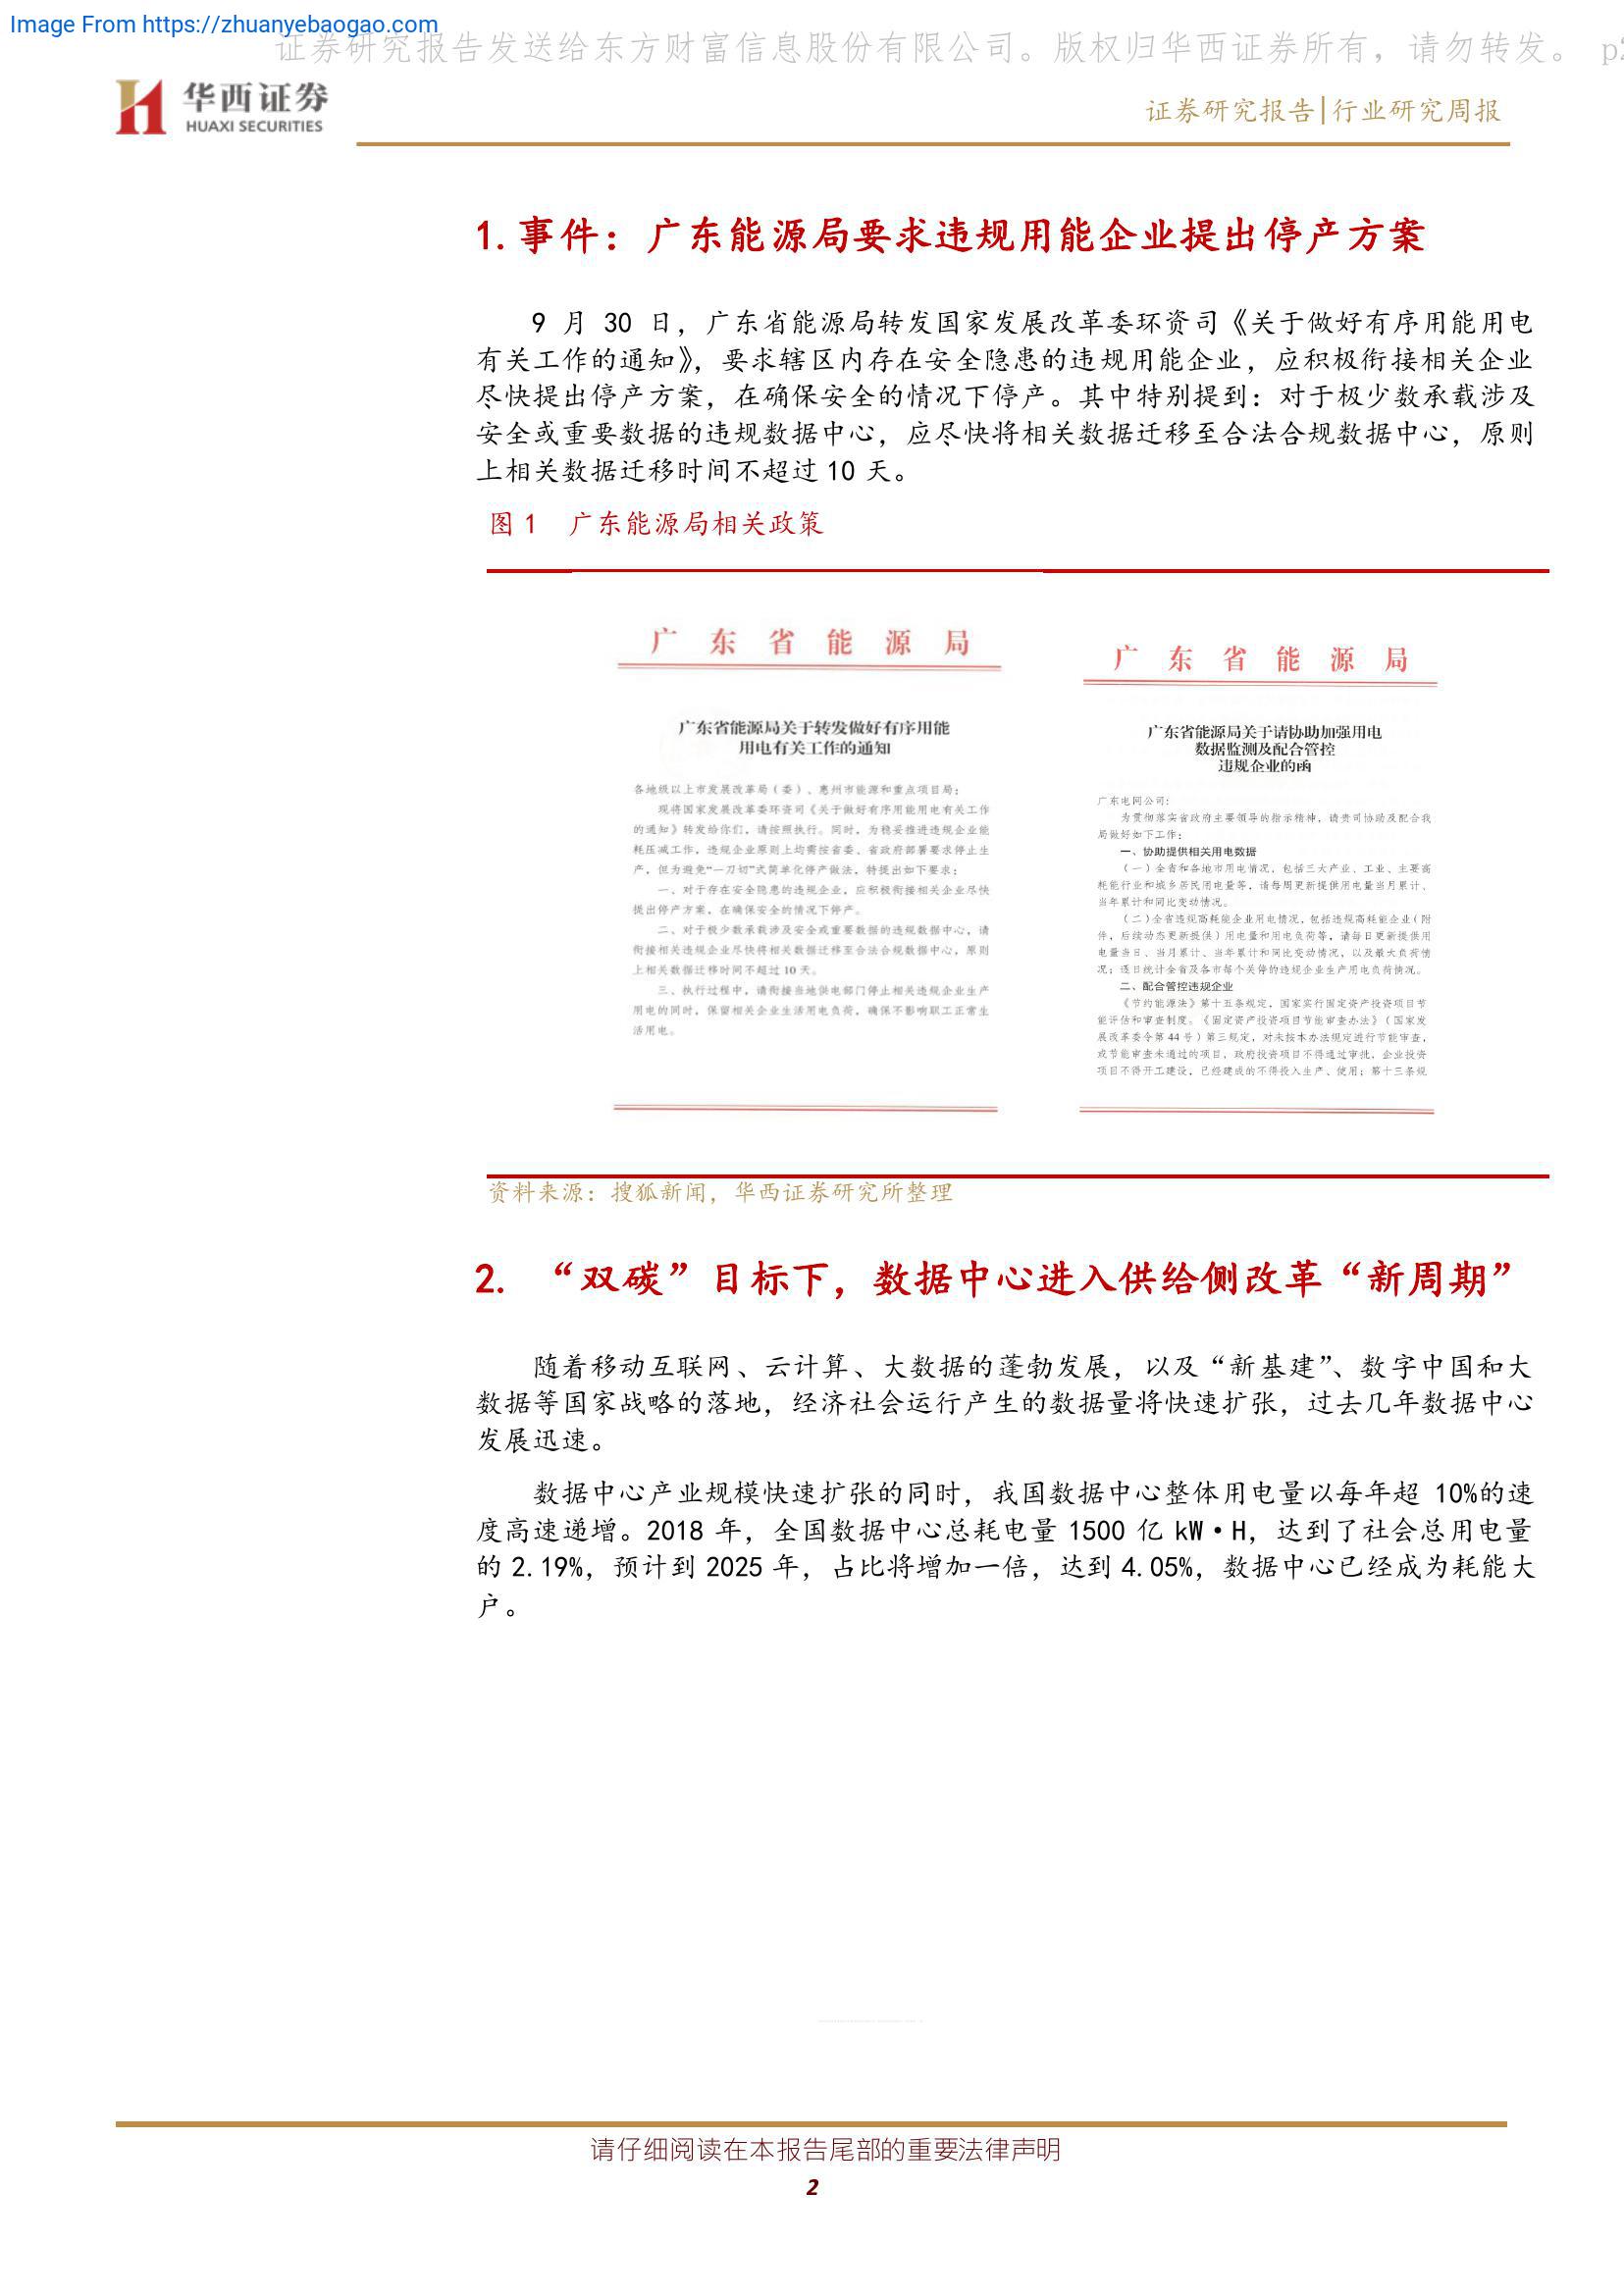 Image From https://zhuanyebaogao.com
证券研究报告发送给东方财富信息股份有限公司。版权归华西证券所有，请勿转发。 p2
华西证券
HUAXI SECURITIES
证券研究报告|行业研究周报
1. 事件：广东能源局要求违规用能企业提出停产方案
9 月 30 日，广东省能源局转发国家发展改革委环资司《关于做好有序用能用电
有关工作的通知》，要求辖区内存在安全隐患的违规用能企业，应积极衔接相关企业
尽快提出停产方案，在确保安全的情况下停产。其中特别提到：对于极少数承载涉及
安全或重要数据的违规数据中心，应尽快将相关数据迁移至合法合规数据中心，原则
上相关数据迁移时间不超过 10 天。
图 1 广东能源局相关政策
广东省能源局
广东省能源局关于转发做好有序用能
用电有关工作的通知
各地级以上市发展改革局（委）、惠州市能源和重点项目局：
现将国家发展改革委环资司《关于做好有序用能用电有关工作
的通知》转发给你们，请按照执行。同时，为稳妥推进违规企业能
耗压减工作，违规企业原则上均需按省委、省政府部署要求停止生
产，但为避免“一刀切”式简单化停产做法，特提出如下要求：
一、对于存在安全隐患的违规企业，应积极衔接相关企业尽快
提出停产方案，在确保安全的情况下停产。
二、对于极少数承载涉及安全或重要数据的违规数据中心，请
衔接相关违规企业尽快将相关数据迁移至合法合规数据中心，原则
上相关数据迁移时间不超过 10 天。
三、执行过程中，请衔接当地供电部门停止相关违规企业生产
用电的同时，保留相关企业生活用电负荷，确保不影响职工正常生
活用电。
广东省能源局
广东省能源局关于请协助加强用电
数据监测及配合管控
违规企业的函
广东电网公司：
为贯彻落实省政府主要领导的指示精神，请贵司协助及配合我
局做好如下工作：
一、协助提供相关用电数据
（一）全省和各地市用电情况，包括三大产业、工业、主要高
耗能行业和城乡居民用电量等，请每周更新提供用电量当月累计、
当年累计和同比变动情况。
（二）全省违规高耗能企业用电情况，包括违规高耗能企业（附
件，后续动态更新提供）用电量和用电负荷等，请每日更新提供用
电量当日、当月累计、当年累计和同比变动情况，以及最大负荷情
况；逐日统计全省及各市每个关停的违规企业生产用电负荷情况。
二、配合管控违规企业
《节约能源法》第十五条规定，国家实行固定资产投资项目节
能评估和审查制度。《固定资产投资项目节能审查办法》（国家发
展改革委令第 44 号）第三规定，对未按本办法规定进行节能审查，
或节能审查未通过的项目，政府投资项目不得通过审批，企业投资
项目不得开工建设，已经建成的不得投入生产、使用；第十三条规
资料来源：搜狐新闻，华西证券研究所整理
2. “双碳”目标下，数据中心进入供给侧改革“新周期”
随着移动互联网、云计算、大数据的蓬勃发展，以及“新基建”、数字中国和大
数据等国家战略的落地，经济社会运行产生的数据量将快速扩张，过去几年数据中心
发展迅速。
数据中心产业规模快速扩张的同时，我国数据中心整体用电量以每年超 10%的速
度高速递增。2018 年，全国数据中心总耗电量 1500 亿 kW·H，达到了社会总用电量
的 2.19%，预计到 2025 年，占比将增加一倍，达到 4.05%，数据中心已经成为耗能大
户。
请仔细阅读在本报告尾部的重要法律声明
2